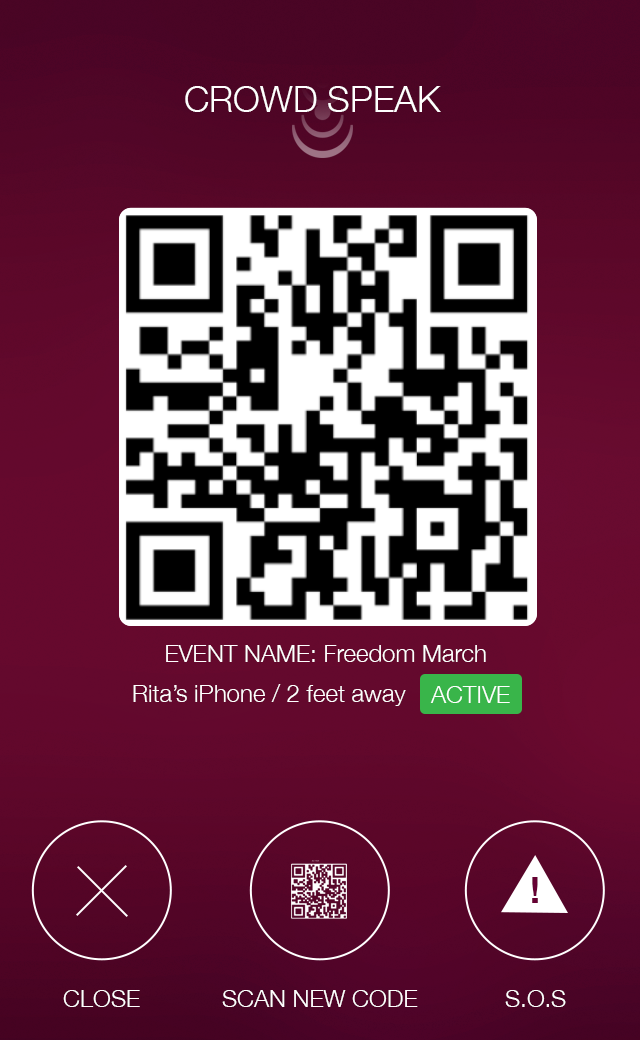 CROWD SPEAK
EVENT NAME: Freedom March
Rita’s iPhone / 2 feet away ACTIVE
CLOSE SCAN NEW CODE S.O.S